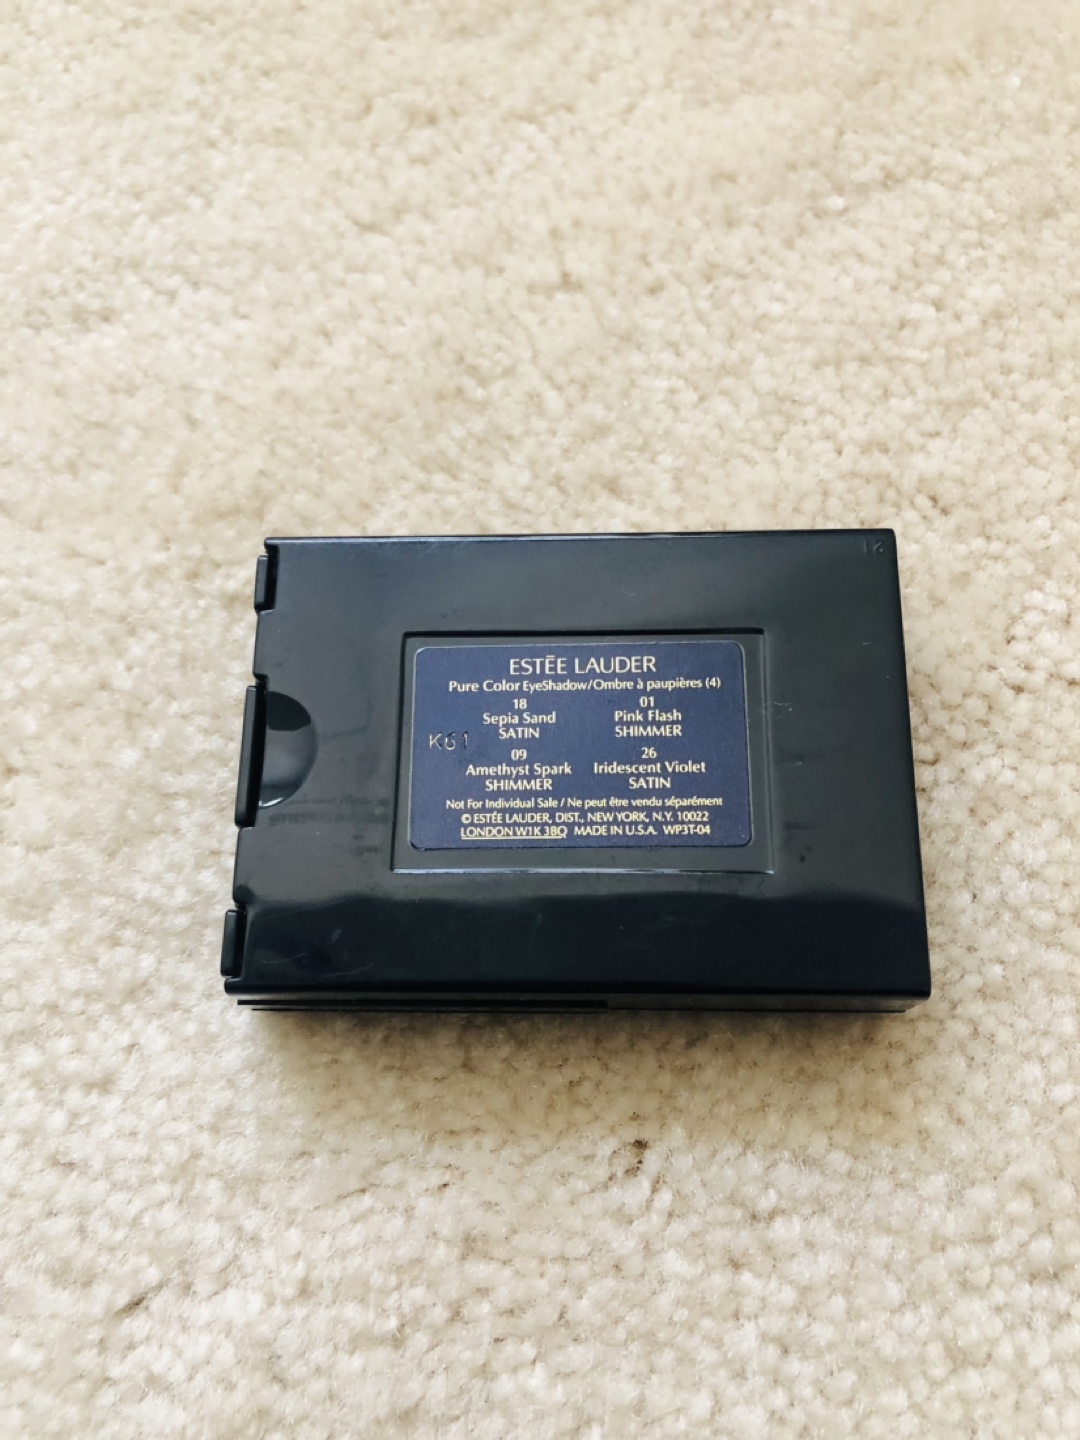 12
ESTĒE LAUDER
Pure Color EyeShadow/Ombre à paupières (4)
18 01
Sepia Sand Pink Flash
SATIN SHIMMER
K61
09 26
Amethyst Spark Iridescent Violet
SHIMMER SATIN
Not For Individual Sale / Ne peut être vendu séparément
© ESTĒE LAUDER, DIST., NEW YORK, N.Y. 10022
LONDON W1K 3BQ MADE IN U.S.A. WP3T-04